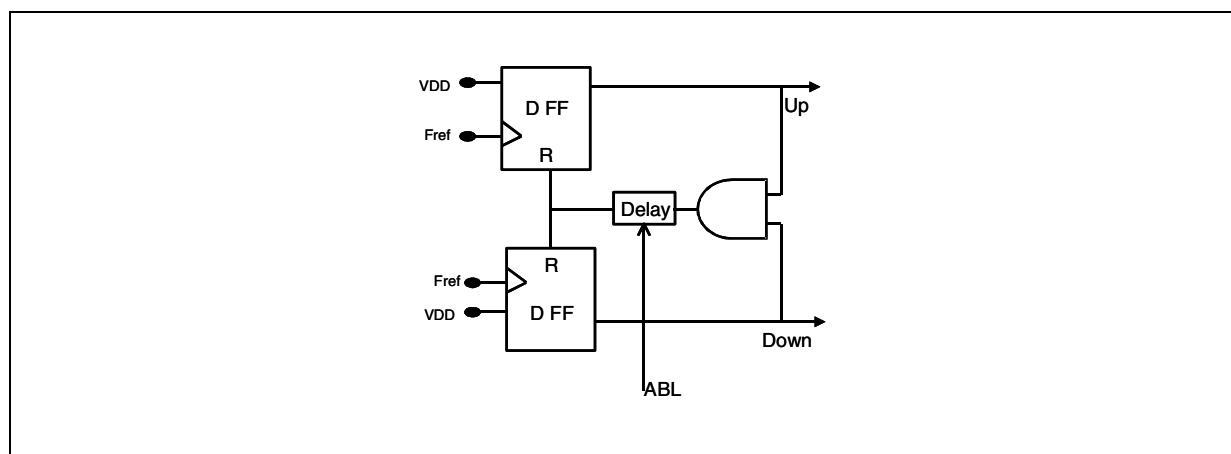 VDD
D FF
Up
Fref
R
Delay
R
Fref
D FF
VDD
Down
ABL